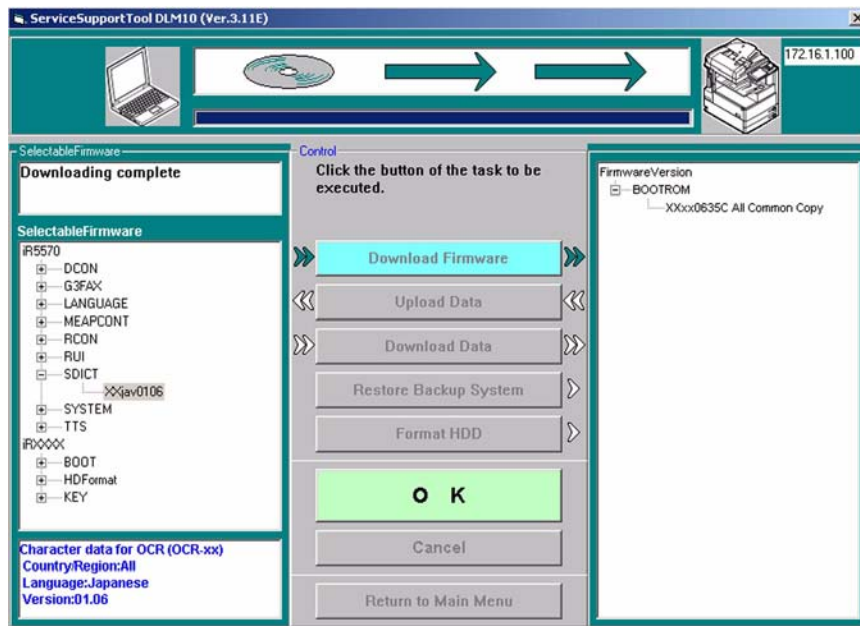 ServiceSupportTool DLM10 (Ver.3.11E)
172.16.1.100
SelectableFirmware
Downloading complete
SelectableFirmware
iR5570
DCON
G3FAX
LANGUAGE
MEAPCONT
RCON
RUI
SDICT
XXjav0106
SYSTEM
TTS
iRXXXX
BOOT
HDFormat
KEY
Character data for OCR (OCR-xx)
Country/Region:All
Language:Japanese
Version:01.06
Control
Click the button of the task to be
executed.
Download Firmware
Upload Data
Download Data
Restore Backup System
Format HDD
O K
Cancel
Return to Main Menu
FirmwareVersion
BOOTROM
XXxx0635C All Common Copy